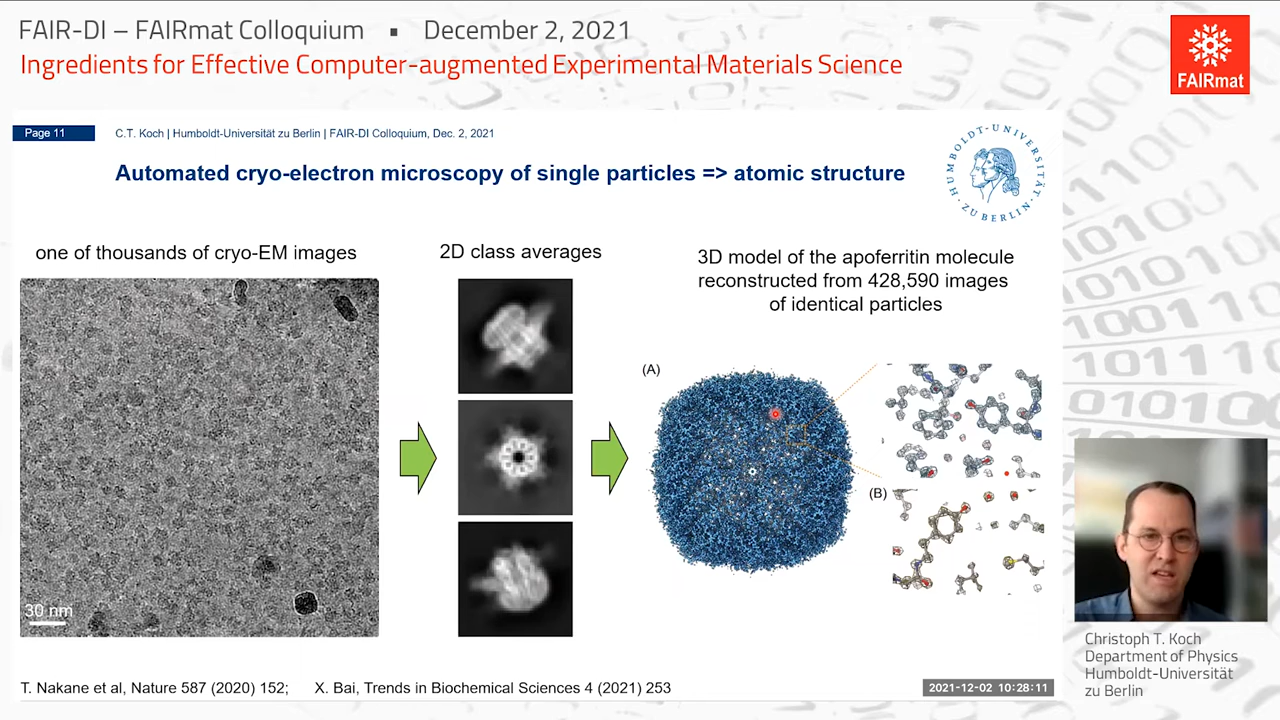 FAIR-DI – FAIRmat Colloquium ▪ December 2, 2021
Ingredients for Effective Computer-augmented Experimental Materials Science
FAIRmat
Page 11
C.T. Koch | Humboldt-Universität zu Berlin | FAIR-DI Colloquium, Dec. 2, 2021
HUMBOLDT-UNIVERSITÄT ZU BERLIN
Automated cryo-electron microscopy of single particles => atomic structure
one of thousands of cryo-EM images
2D class averages
3D model of the apoferritin molecule
reconstructed from 428,590 images
of identical particles
(A)
(B)
30 nm
T. Nakane et al, Nature 587 (2020) 152; X. Bai, Trends in Biochemical Sciences 4 (2021) 253
2021-12-02 10:28:11
Christoph T. Koch
Department of Physics
Humboldt-Universität
zu Berlin